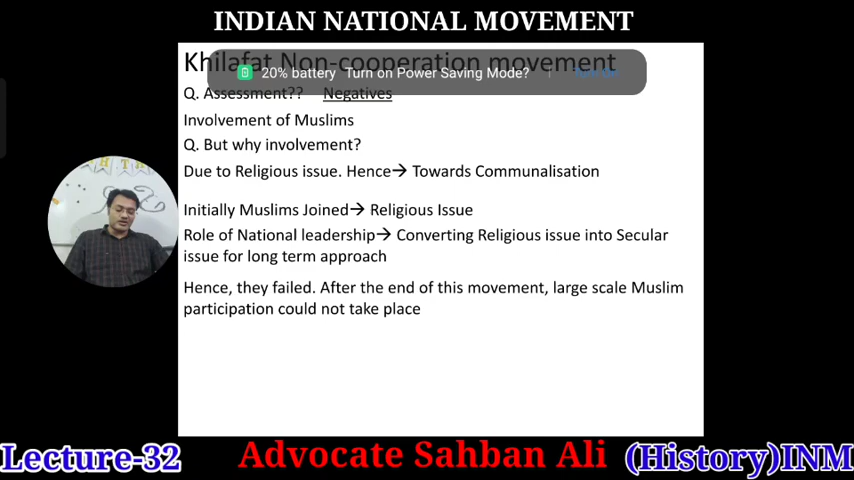 INDIAN NATIONAL MOVEMENT
Khilafat Non-cooperation movement
20% battery Turn on Power Saving Mode?
Q. Assessment?? Negatives
Involvement of Muslims
Q. But why involvement?
Due to Religious issue. Hence→ Towards Communalisation
Initially Muslims Joined→ Religious Issue
Role of National leadership→ Converting Religious issue into Secular
issue for long term approach
Hence, they failed. After the end of this movement, large scale Muslim
participation could not take place
Lecture-32 Advocate Sahban Ali (History)INM